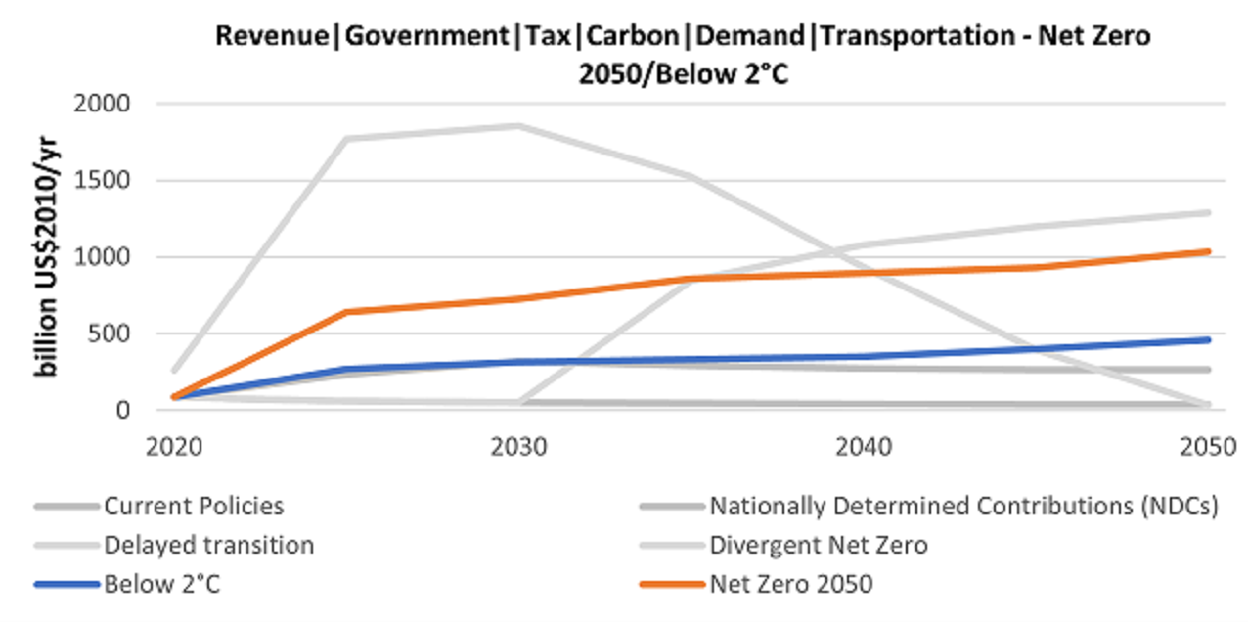 Revenue|Government|Tax|Carbon|Demand|Transportation - Net Zero
2050/Below 2°C
billion US$2010/yr
2000
1500
1000
500
0
2020 2030 2040 2050
Current Policies Nationally Determined Contributions (NDCs)
Delayed transition Divergent Net Zero
Below 2°C Net Zero 2050